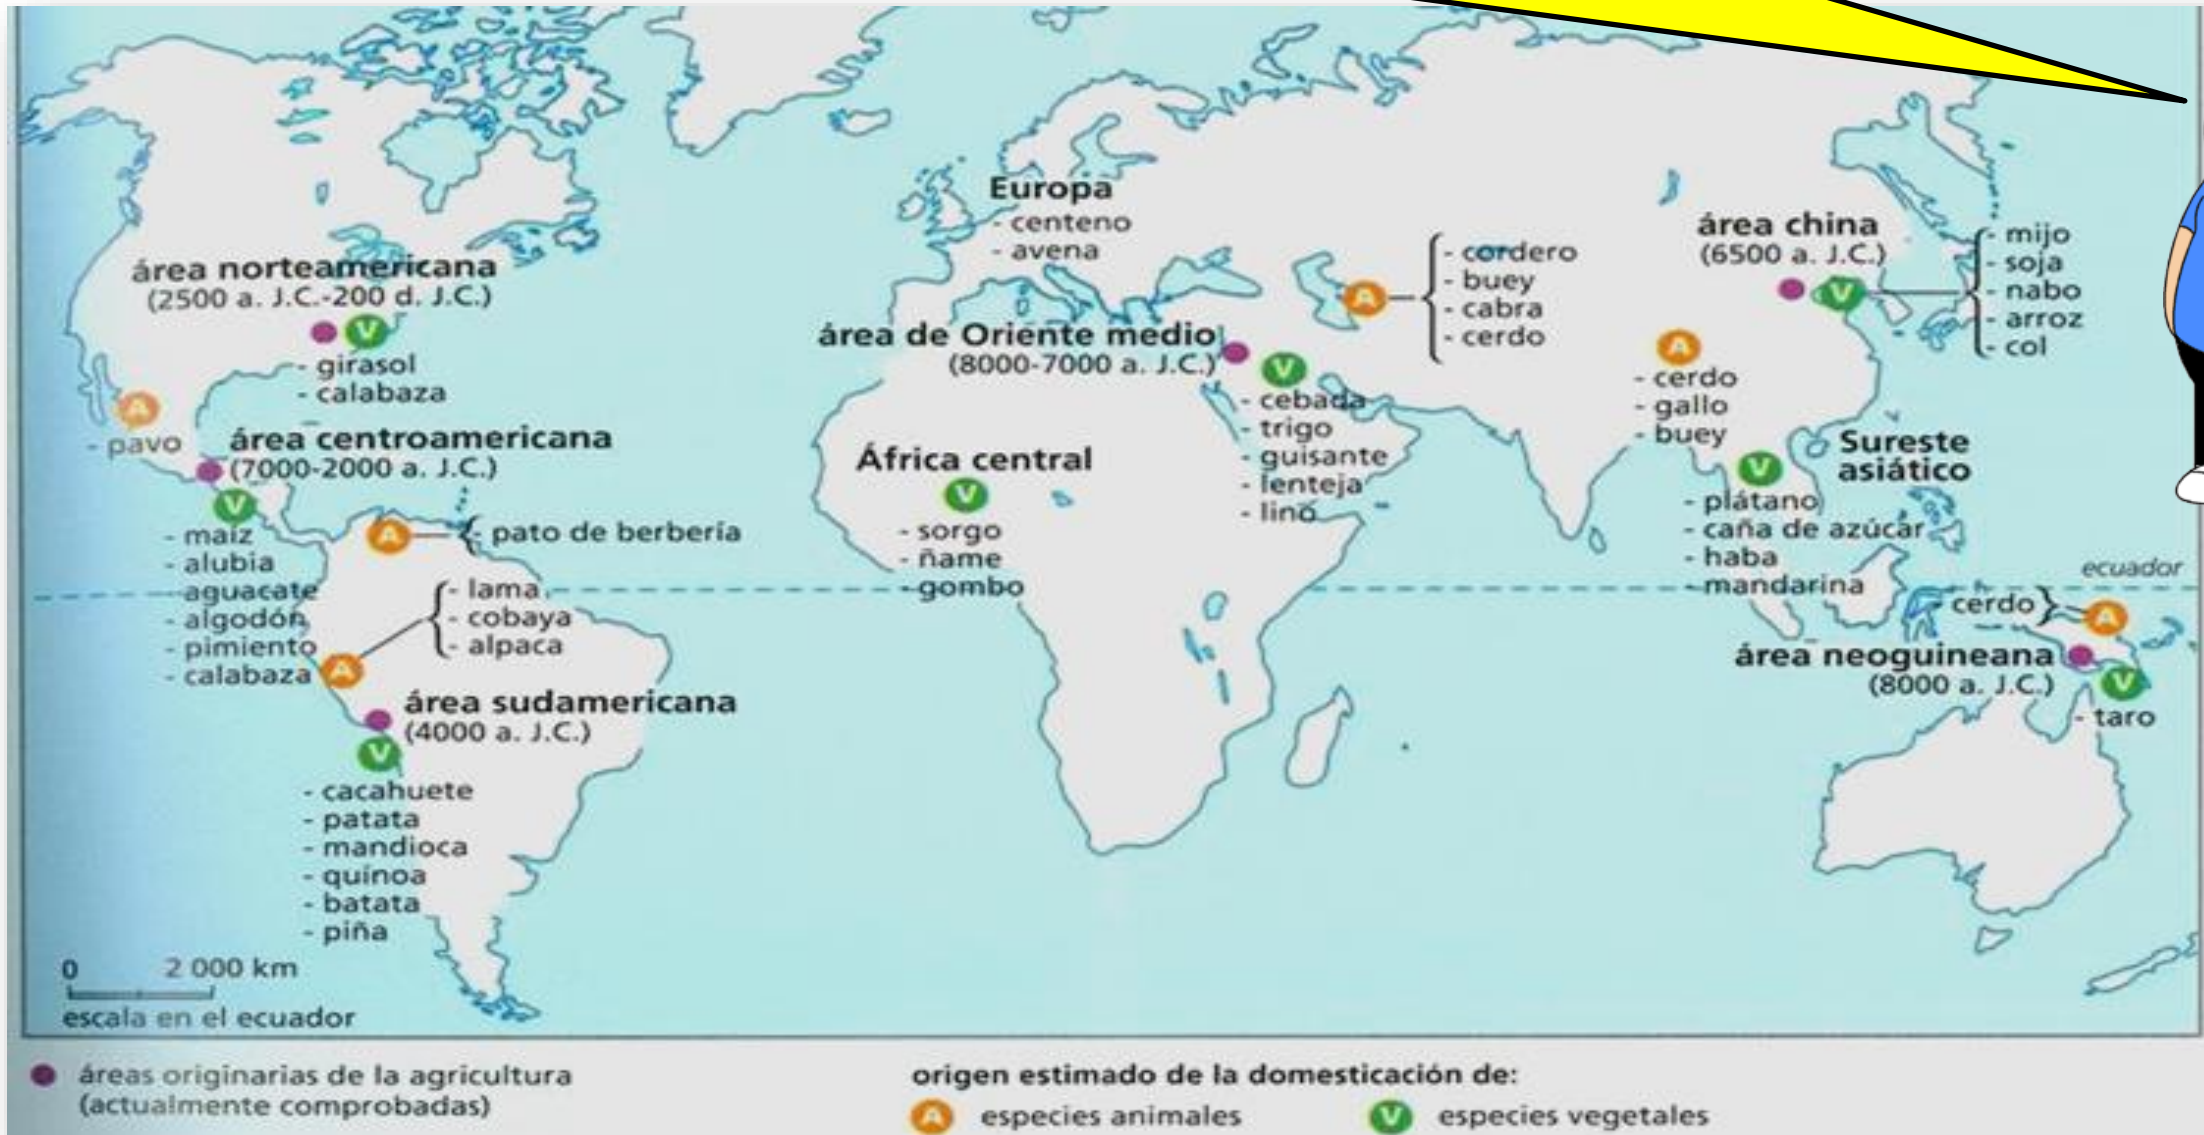 Europa
- centeno
- avena
área norteamericana
(2500 a. J.C.-200 d. J.C.)
V
- girasol
- calabaza
A
- pavo
área centroamericana
(7000-2000 a. J.C.)
V
- maíz
- alubia
- aguacate
- algodón
- pimiento
- calabaza
A
- pato de berbería
- lama
- cobaya
- alpaca
A
área sudamericana
(4000 a. J.C.)
V
- cacahuete
- patata
- mandioca
- quinoa
- batata
- piña
área de Oriente medio
(8000-7000 a. J.C.)
V
- cebada
- trigo
- guisante
- lenteja
- lino
A
- cordero
- buey
- cabra
- cerdo
África central
V
- sorgo
- ñame
- gombo
área china
(6500 a. J.C.)
V
- mijo
- soja
- nabo
- arroz
- col
A
- cerdo
- gallo
- buey
Sureste
asiático
V
- plátano
- caña de azúcar
- haba
- mandarina
ecuador
cerdo
A
área neoguineana
(8000 a. J.C.)
V
- taro
0 2 000 km
escala en el ecuador
áreas originarias de la agricultura
(actualmente comprobadas)
origen estimado de la domesticación de:
A especies animales
V especies vegetales